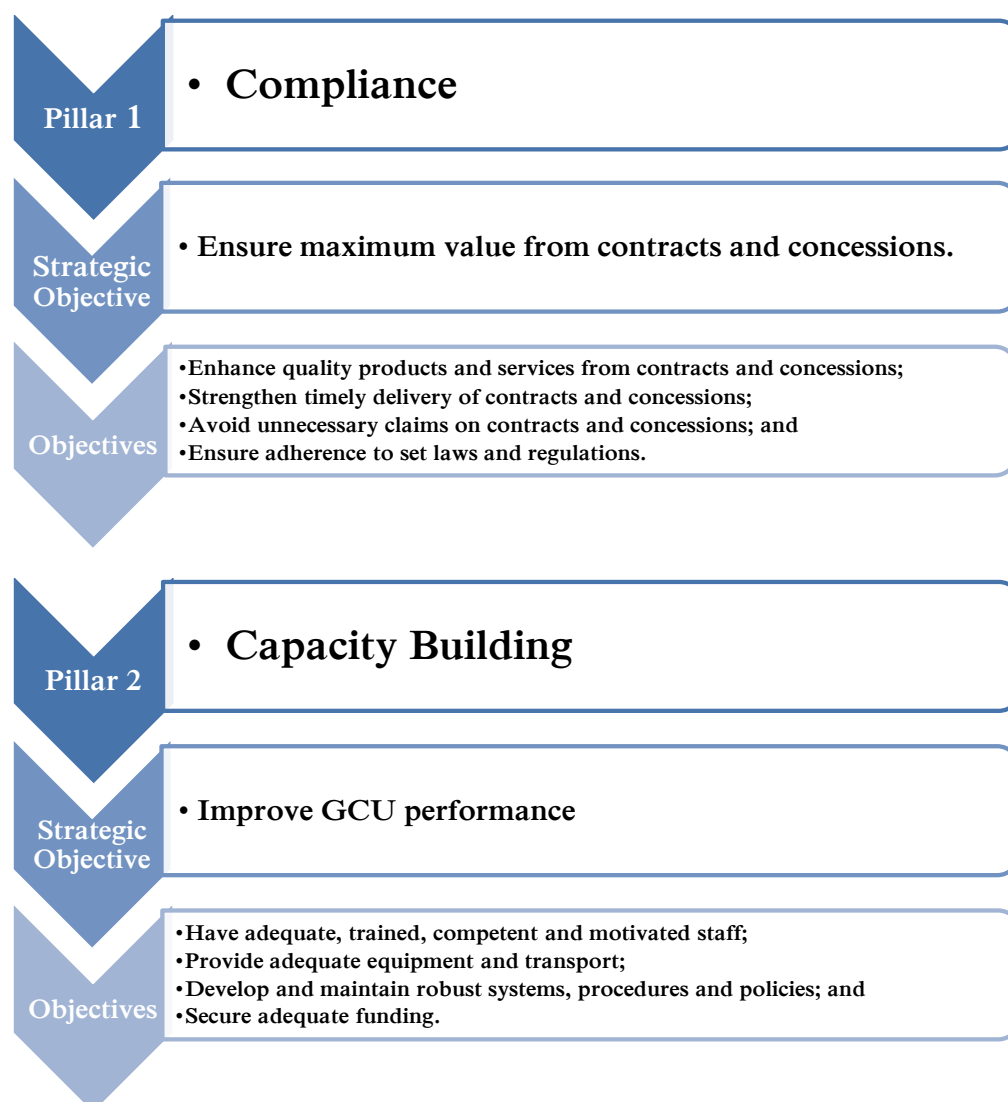 Pillar 1
• Compliance
Strategic
Objective
• Ensure maximum value from contracts and concessions.
Objectives
•Enhance quality products and services from contracts and concessions;
•Strengthen timely delivery of contracts and concessions;
•Avoid unnecessary claims on contracts and concessions; and
•Ensure adherence to set laws and regulations.
Pillar 2
• Capacity Building
Strategic
Objective
• Improve GCU performance
Objectives
•Have adequate, trained, competent and motivated staff;
•Provide adequate equipment and transport;
•Develop and maintain robust systems, procedures and policies; and
•Secure adequate funding.